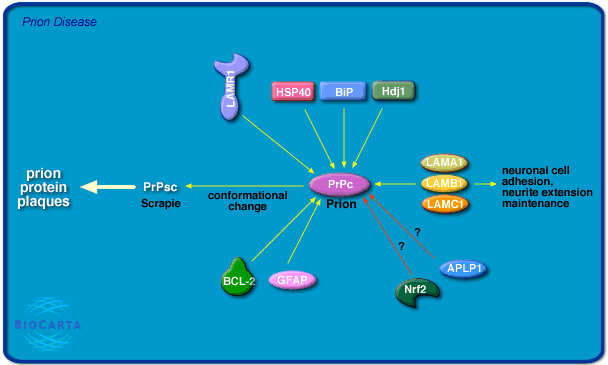 Prion Disease
LAMR1
HSP40
BiP
Hdj1
prion
protein
plaques
PrPsc
Scrapie
conformational
change
PrPc
Prion
LAMA1
LAMB1
LAMC1
neuronal cell
adhesion,
neurite extension
maintenance
?
?
BCL-2
GFAP
APLP1
Nrf2
BIOCARTA